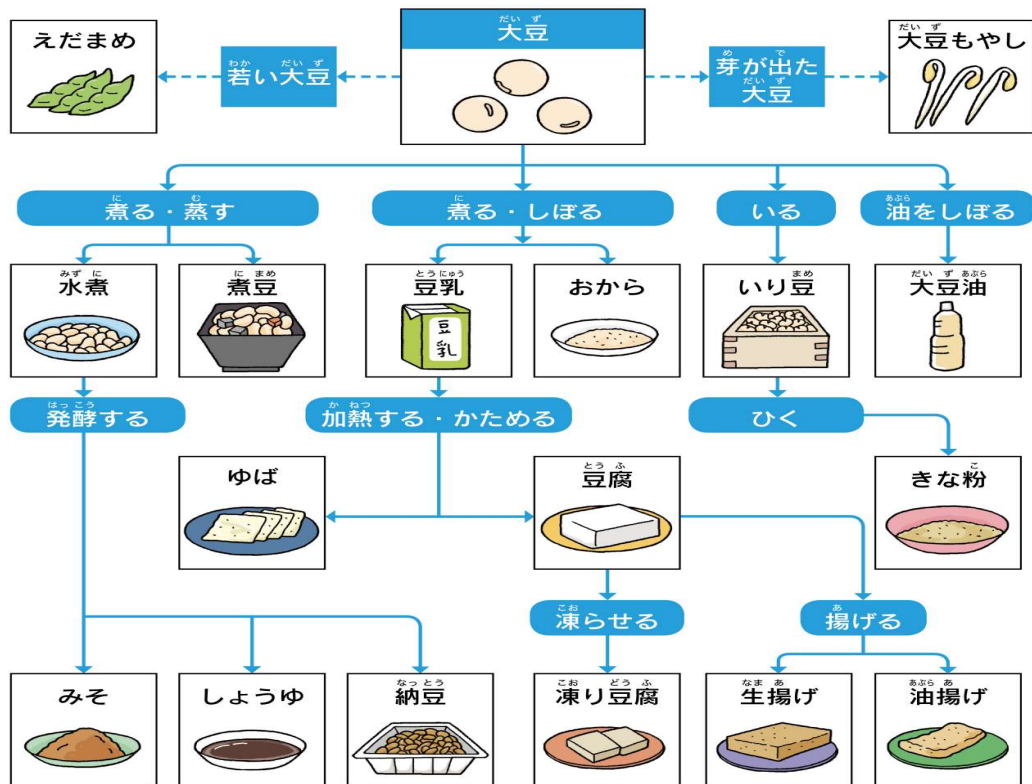 大豆
えだまめ
若い大豆
芽が出た
大豆
大豆もやし
煮る・蒸す
煮る・しぼる
いる
油をしぼる
水煮
煮豆
豆乳
豆
乳
おから
いり豆
大豆油
発酵する
加熱する・かためる
ひく
ゆば
豆腐
きな粉
凍らせる
揚げる
みそ
しょうゆ
納豆
凍り豆腐
生揚げ
油揚げ